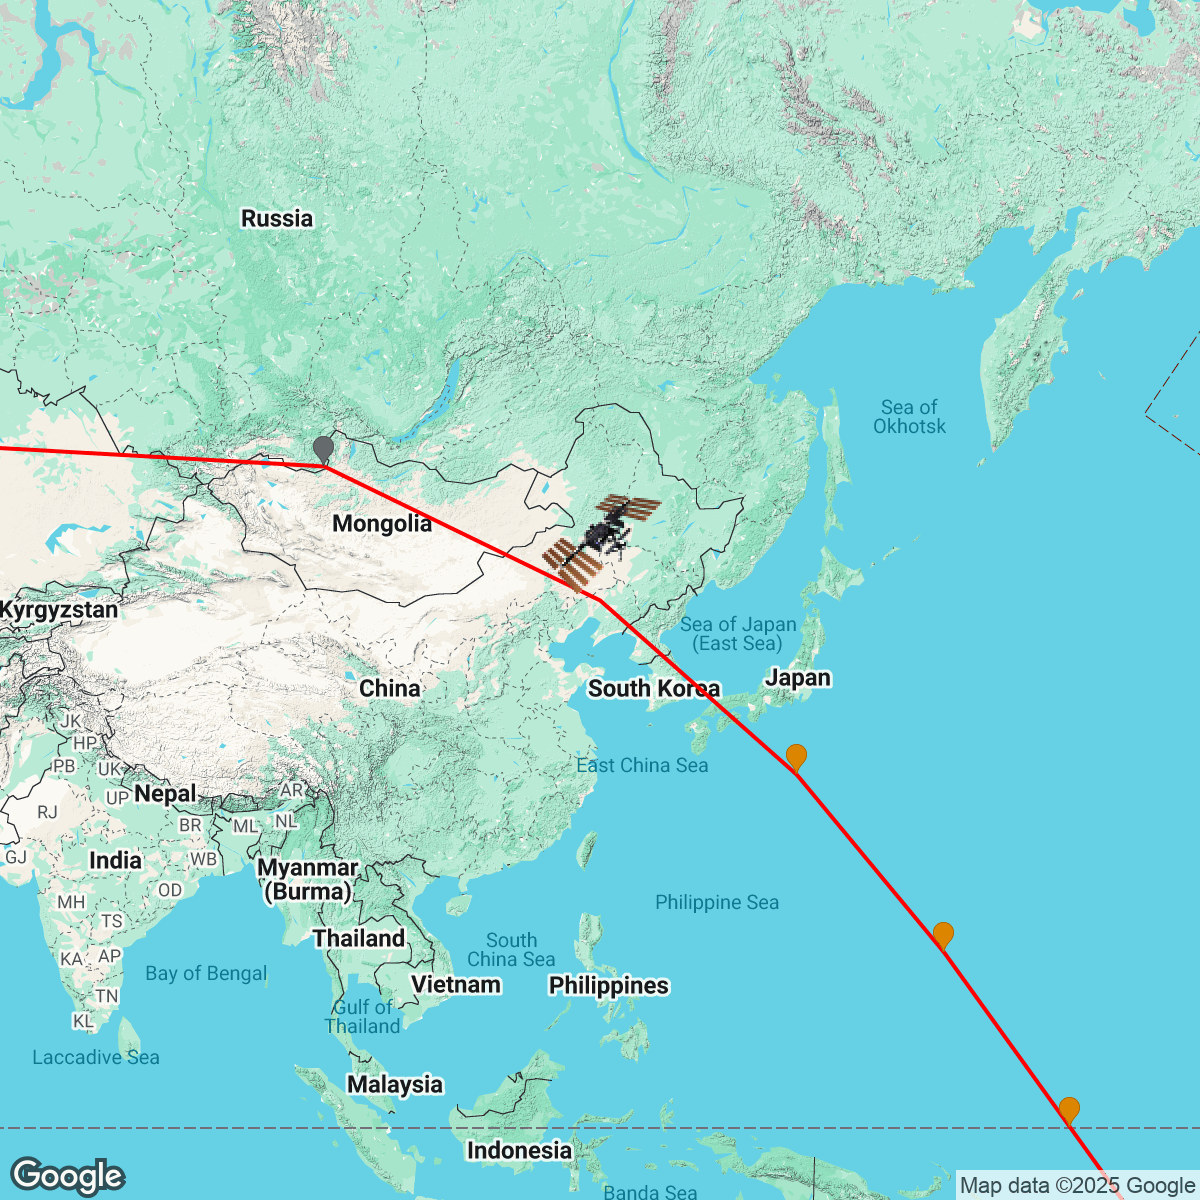 Russia
Sea of
Okhotsk
Mongolia
Kyrgyzstan
Sea of Japan
(East Sea)
Japan
China
South Korea
JK
HP
PB
UK
East China Sea
UP
Nepal
AR
RJ
BR
ML
NL
GJ
India
WB
Myanmar
(Burma)
OD
MH
Philippine Sea
TS
Thailand
South
China Sea
KA
AP
Bay of Bengal
Vietnam
Philippines
TN
Gulf of
Thailand
KL
Laccadive Sea
Malaysia
Indonesia
Banda Sea
Google
Map data ©2025 Google